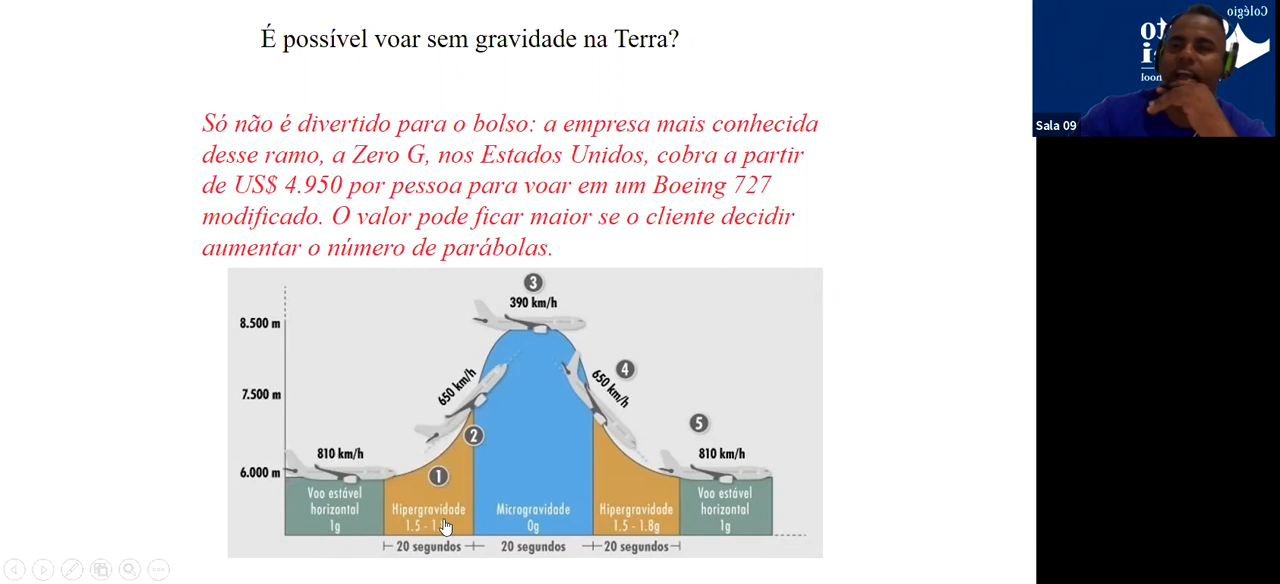 É possível voar sem gravidade na Terra?
Só não é divertido para o bolso: a empresa mais conhecida
desse ramo, a Zero G, nos Estados Unidos, cobra a partir
de US$ 4.950 por pessoa para voar em um Boeing 727
modificado. O valor pode ficar maior se o cliente decidir
aumentar o número de parábolas.
3
390 km/h
8.500 m
650 km/h
4
650 km/h
7.500 m
5
2
810 km/h
810 km/h
6.000 m
1
Voo estável
horizontal
1g
Hipergravidade
1.5 - 1.
Microgravidade
0g
Hipergravidade
1.5 - 1.8g
Voo estável
horizontal
1g
20 segundos
20 segundos
20 segundos
Colégio
Sala 09